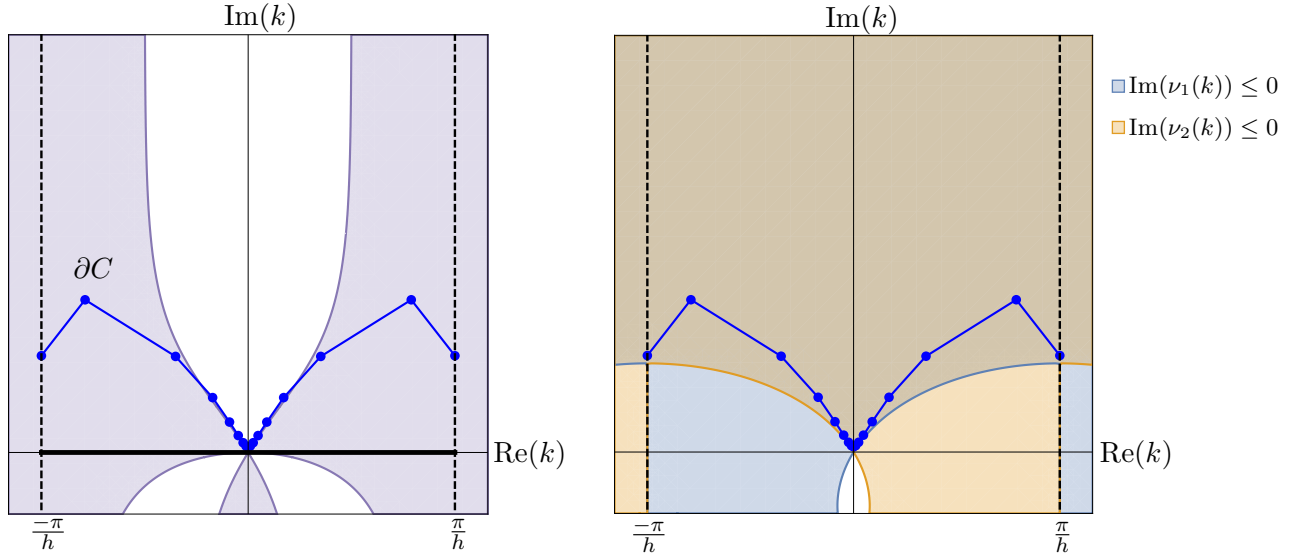 Im(k)
∂C
Re(k)
-π/h
π/h
Im(k)
Re(k)
-π/h
π/h
Im(ν₁(k)) ≤ 0
Im(ν₂(k)) ≤ 0